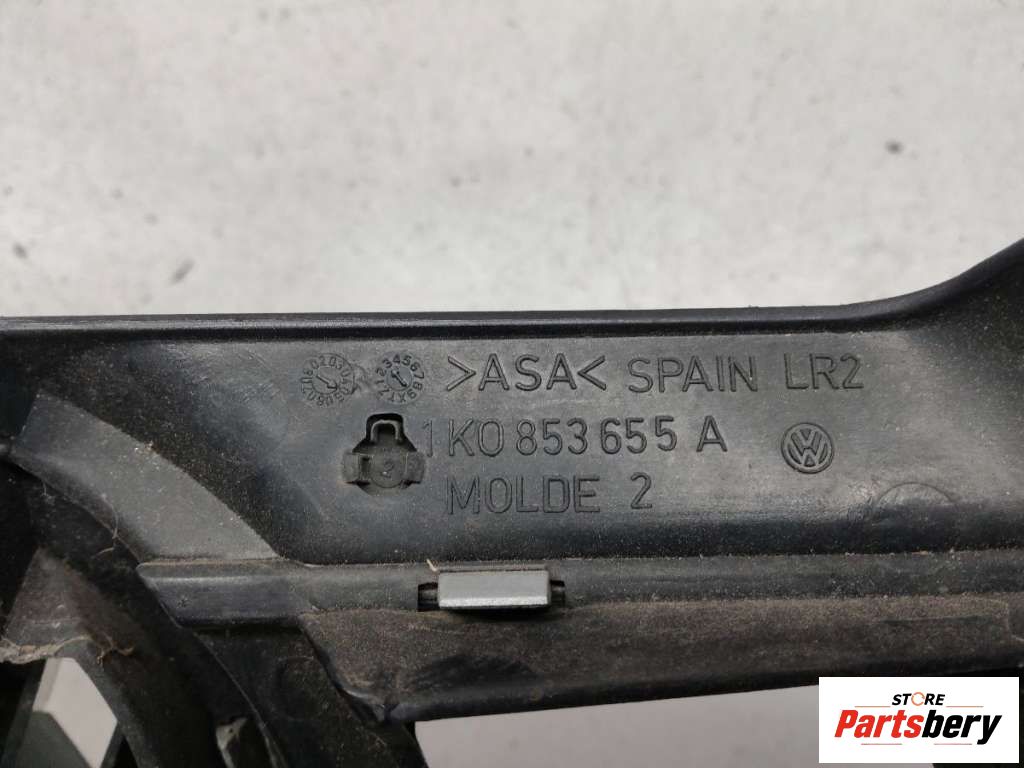 >ASA< SPAIN LR2
1K0 853 655 A
MOLDE 2
STORE
Partsbery